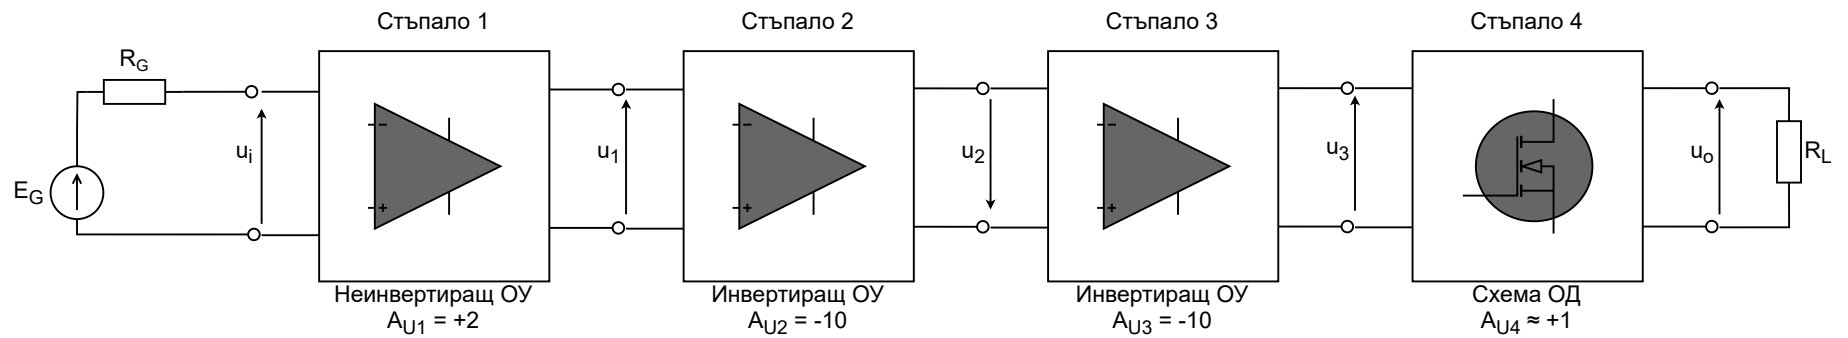 Стъпало 1
Стъпало 2
Стъпало 3
Стъпало 4
RG
EG
ui
u1
u2
u3
uo
RL
Неинвертиращ ОУ
AU1 = +2
Инвертиращ ОУ
AU2 = -10
Инвертиращ ОУ
AU3 = -10
Схема ОД
AU4 ≈ +1